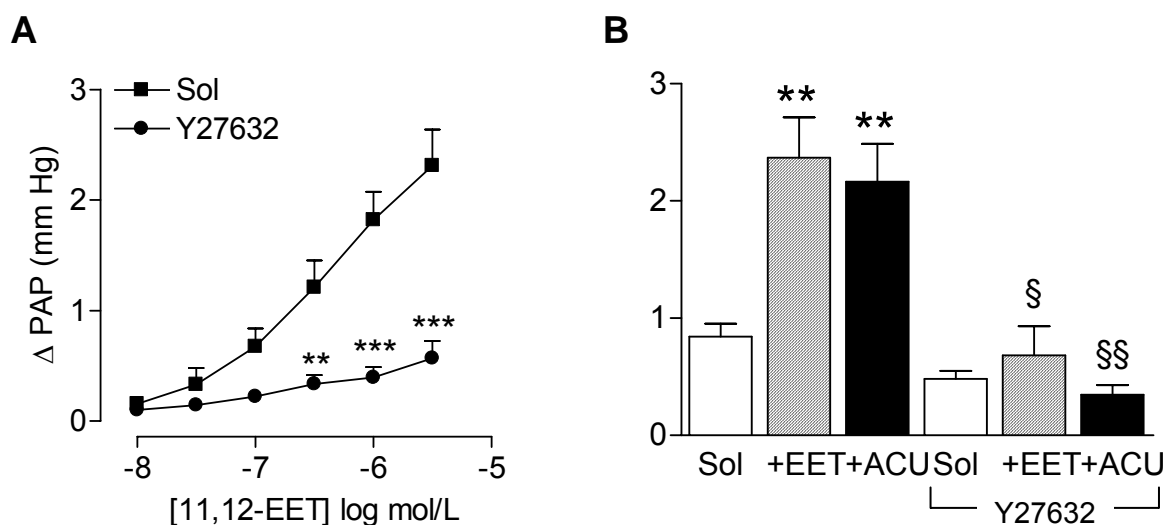 A
3
Sol
Y27632
2
1
0
Δ PAP (mm Hg)
**
***
***
-8 -7 -6 -5
[11,12-EET] log mol/L
B
3
2
1
0
**
**
§
§§
Sol +EET+ACU Sol +EET+ACU
Y27632